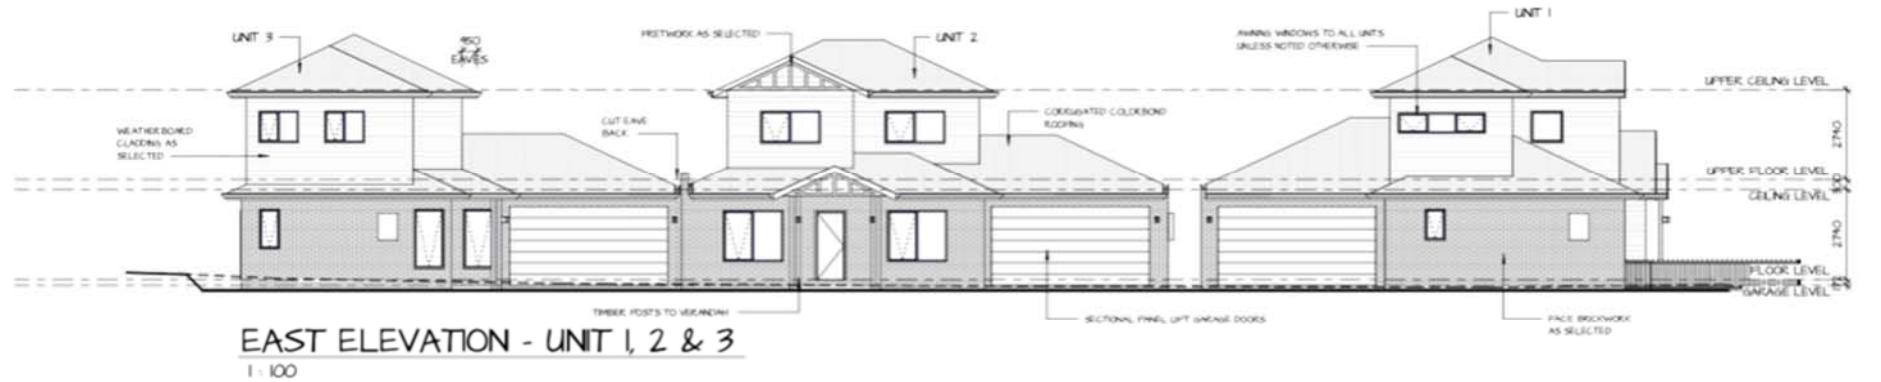 UNIT 1
UNIT 3
950
EAVES
FRETWORK AS SELECTED
UNIT 2
AWNING WINDOWS TO ALL UNITS
UNLESS NOTED OTHERWISE
UPPER CEILING LEVEL
WEATHERBOARD
CLADDING AS
SELECTED
CUT EAVE
BACK
CORRUGATED COLORBOND
ROOFING
2740
UPPER FLOOR LEVEL
300
CEILING LEVEL
2740
FLOOR LEVEL
GARAGE LEVEL
TIMBER POSTS TO VERANDAH
SECTIONAL PANEL LIFT GARAGE DOORS
FACE BRICKWORK
AS SELECTED
EAST ELEVATION - UNIT 1, 2 & 3
1 : 100